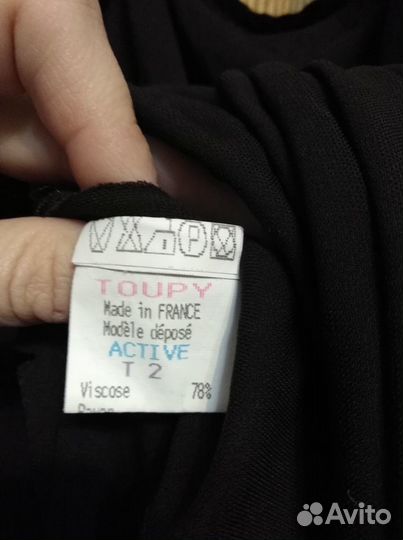 TOUPY
Made in FRANCE
Modèle déposé
ACTIVE
T 2
Viscose 78%
Avito